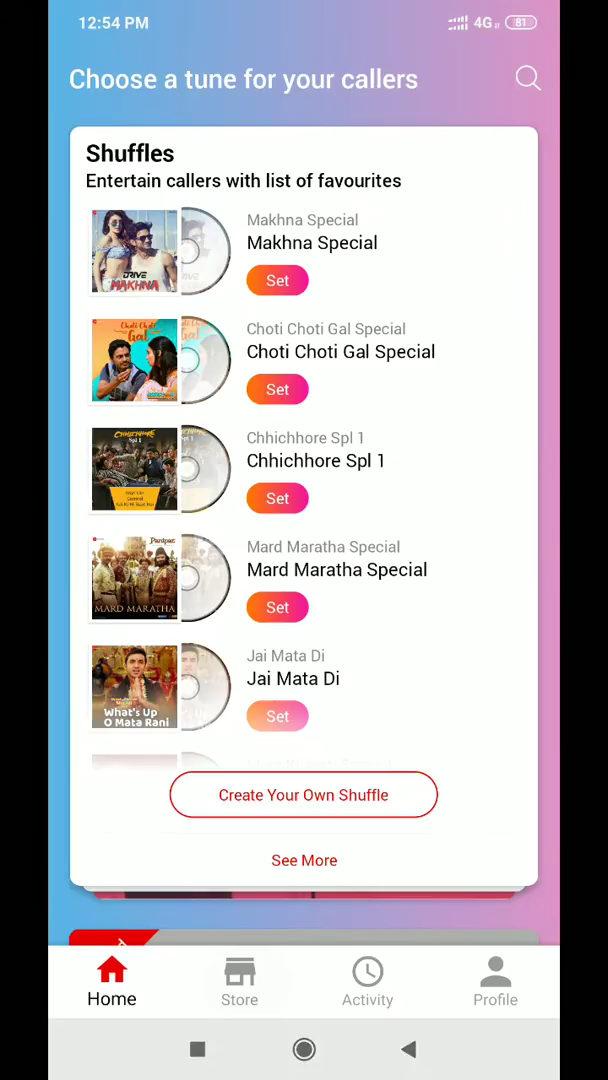 12:54 PM
4G
81
Choose a tune for your callers
Shuffles
Entertain callers with list of favourites
DRIVE
MAKHNA
Makhna Special
Makhna Special
Set
Choti Choti
Gal
Choti Choti Gal Special
Choti Choti Gal Special
Set
CHHICHHORE
Spl 1
Chhichhore Spl 1
Chhichhore Spl 1
Set
Panipat
MARD MARATHA
Mard Maratha Special
Mard Maratha Special
Set
What's Up
O Mata Rani
Jai Mata Di
Jai Mata Di
Set
Create Your Own Shuffle
See More
Home
Store
Activity
Profile